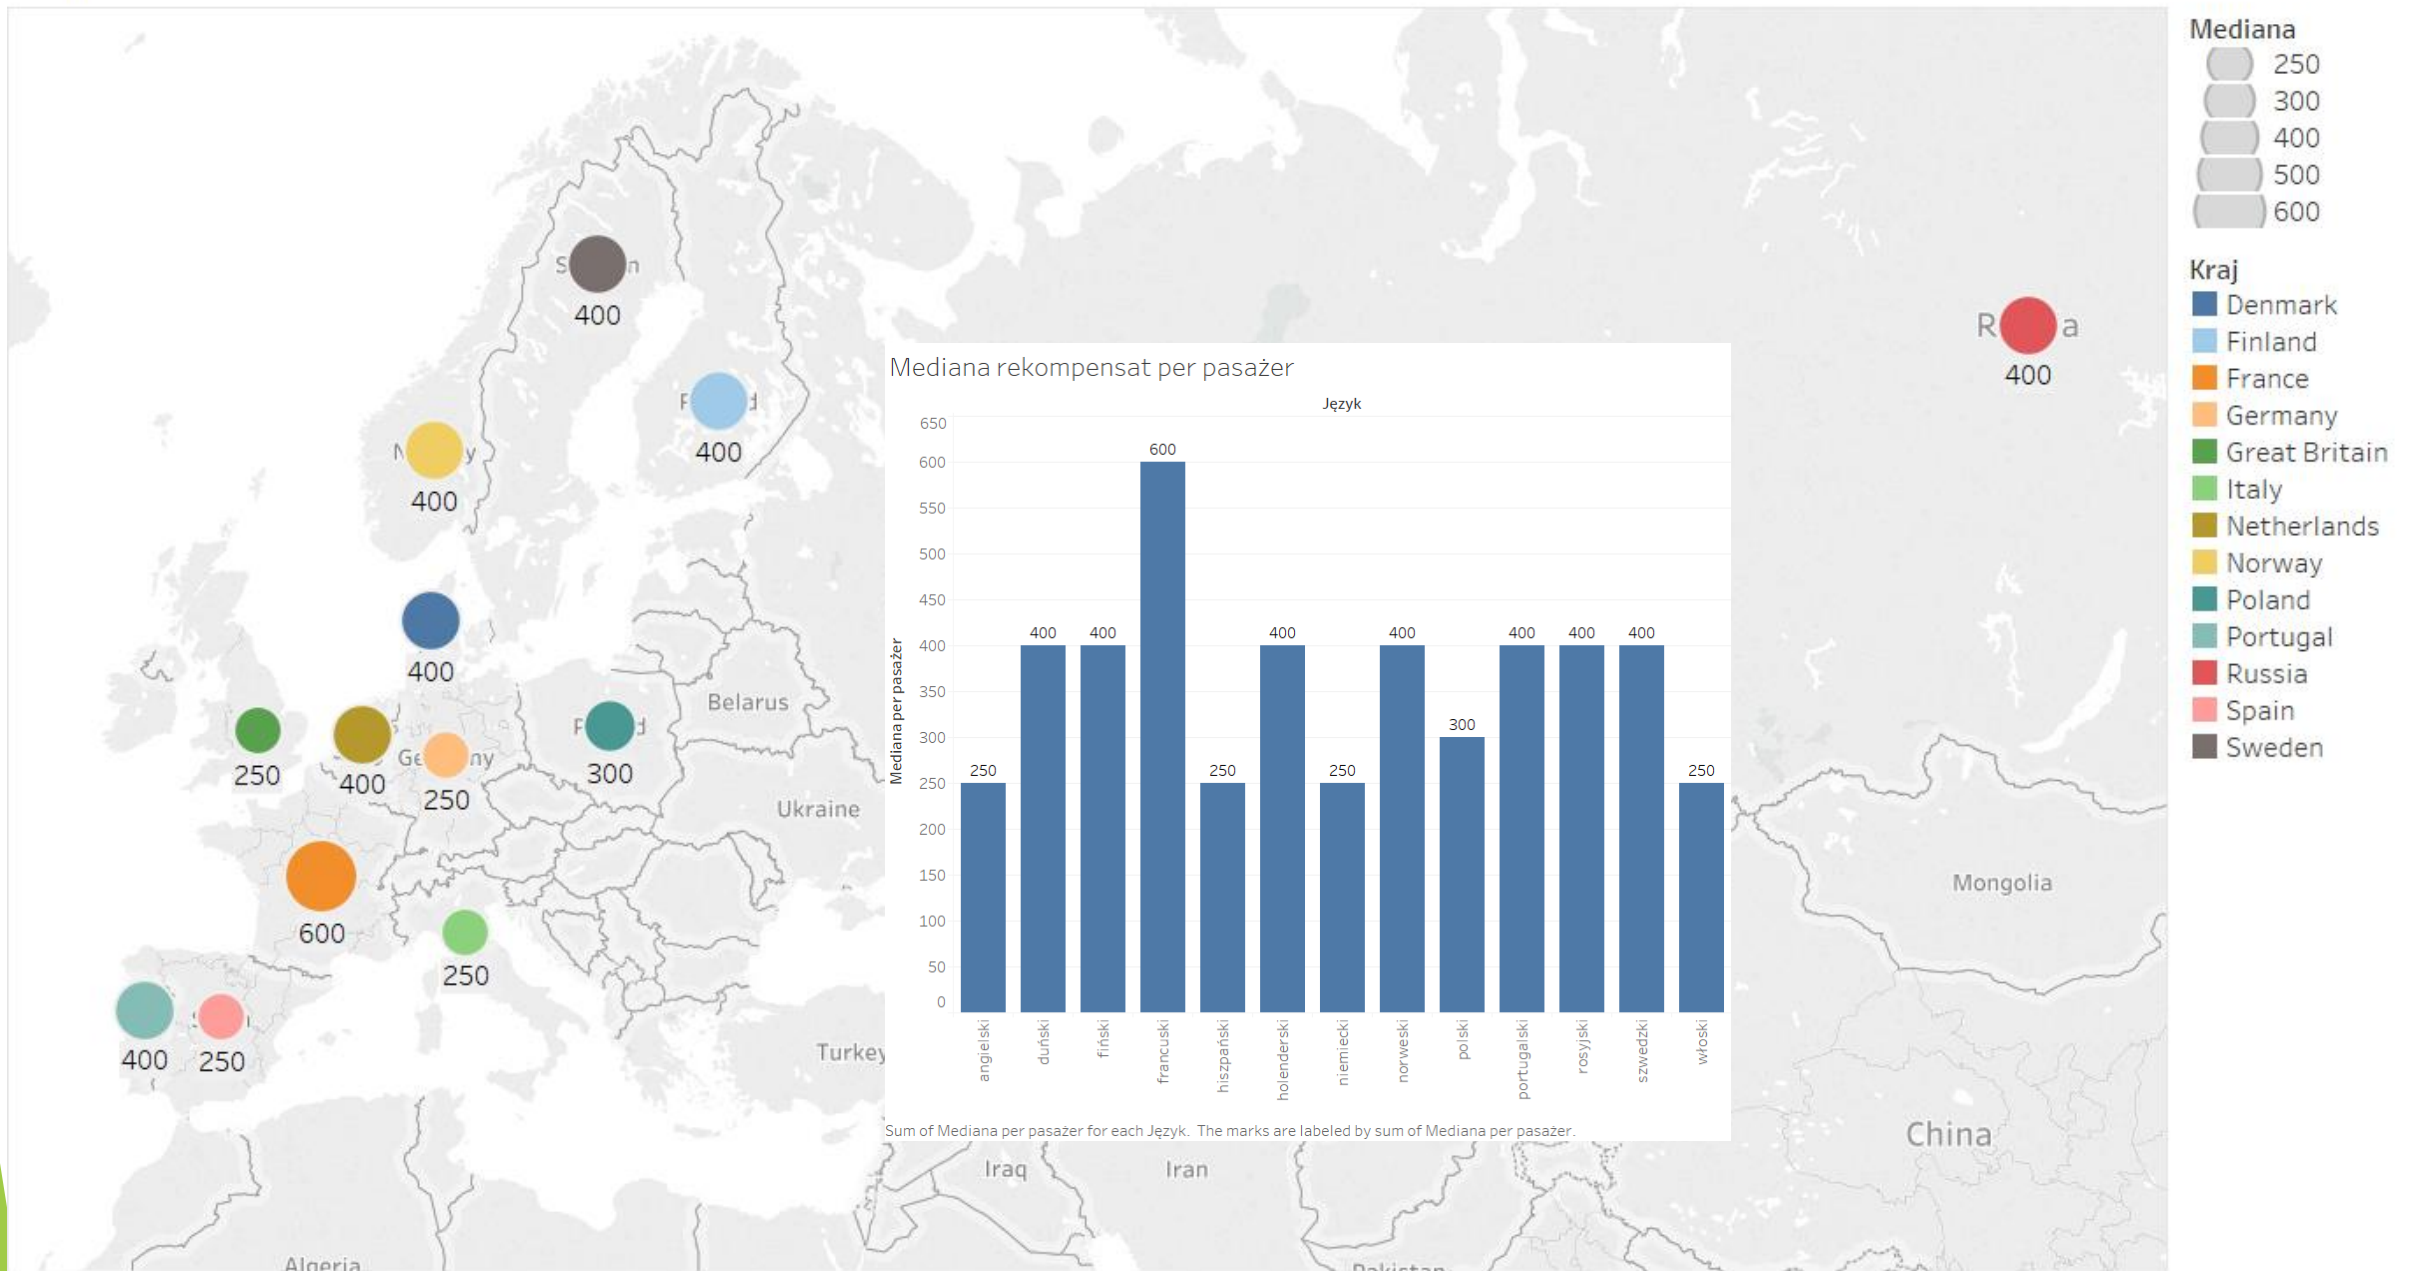 Mediana
250
300
400
500
600
Kraj
Denmark
Finland
France
Germany
Great Britain
Italy
Netherlands
Norway
Poland
Portugal
Russia
Spain
Sweden
400
400
400
400
400
250
400
250
300
600
250
400
250
Belarus
Ukraine
Turkey
Mongolia
China
Iraq
Iran
Algeria
Pakistan
Mediana rekompensat per pasażer
Język
Mediana per pasażer
650
600
550
500
450
400
350
300
250
200
150
100
50
0
250
400
400
600
250
400
250
400
300
400
400
400
250
angielski
duński
fiński
francuski
hiszpański
holenderski
niemiecki
norweski
polski
portugalski
rosyjski
szwedzki
włoski
Sum of Mediana per pasażer for each Język. The marks are labeled by sum of Mediana per pasażer.